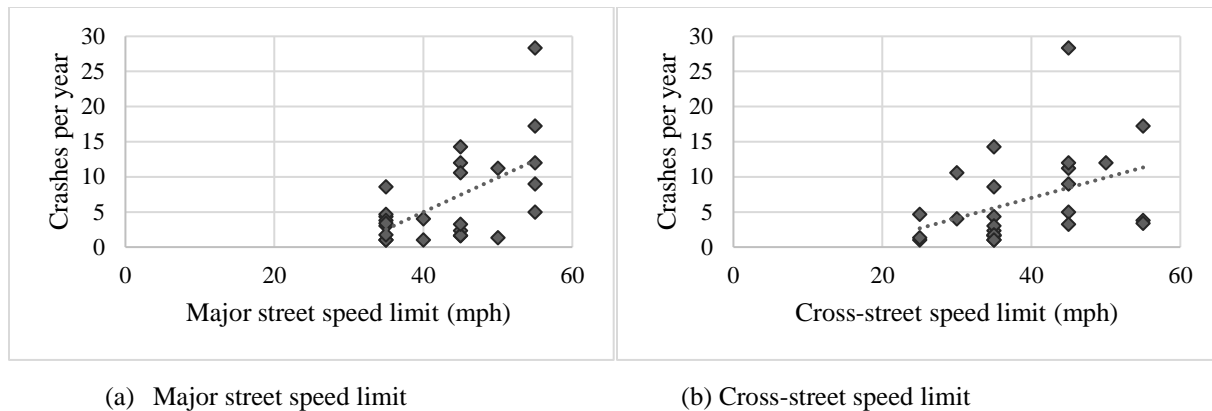 Crashes per year
30
25
20
15
10
5
0
0 20 40 60
Major street speed limit (mph)
Crashes per year
30
25
20
15
10
5
0
0 20 40 60
Cross-street speed limit (mph)
(a) Major street speed limit
(b) Cross-street speed limit